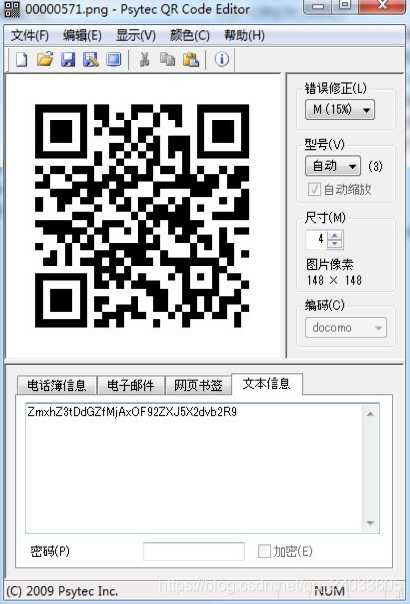 00000571.png - Psytec QR Code Editor
文件(F) 编辑(E) 显示(V) 颜色(C) 帮助(H)
错误修正(L)
M (15%)
型号(V)
自动 (3)
自动缩放
尺寸(M)
4
图片像素
148 × 148
编码(C)
docomo
电话簿信息 电子邮件 网页书签 文本信息
ZmxhZ3tDdGZfMjAxOF92ZXJ5X2dvb2R9
密码(P) 加密(E)
(C) 2009 Psytec Inc. NUM